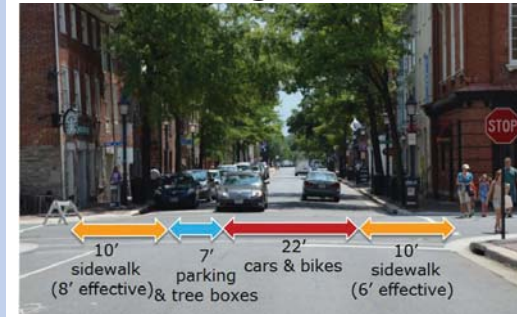 STOP
10' 7' 22' 10'
sidewalk parking cars & bikes sidewalk
(8' effective) & tree boxes (6' effective)